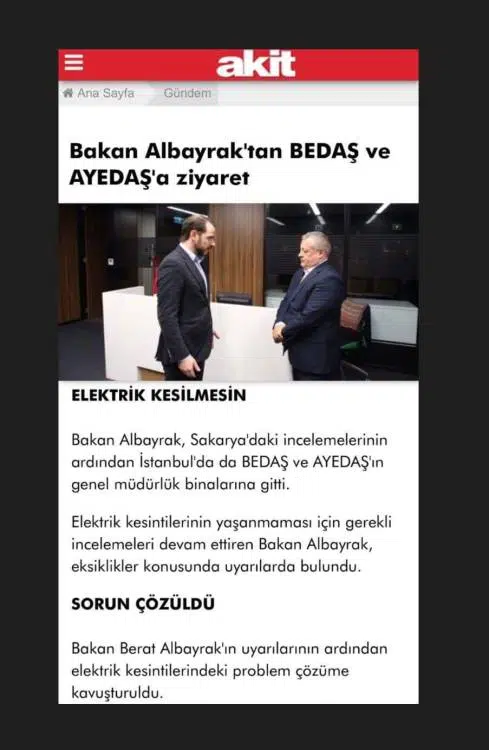 akit
Ana Sayfa
Gündem
Bakan Albayrak'tan BEDAŞ ve
AYEDAŞ'a ziyaret
ELEKTRİK KESİLMESİN
Bakan Albayrak, Sakarya'daki incelemelerinin
ardından İstanbul'da da BEDAŞ ve AYEDAŞ'ın
genel müdürlük binalarına gitti.
Elektrik kesintilerinin yaşanmaması için gerekli
incelemeleri devam ettiren Bakan Albayrak,
eksiklikler konusunda uyarılarda bulundu.
SORUN ÇÖZÜLDÜ
Bakan Berat Albayrak'ın uyarılarının ardından
elektrik kesintilerindeki problem çözüme
kavuşturuldu.